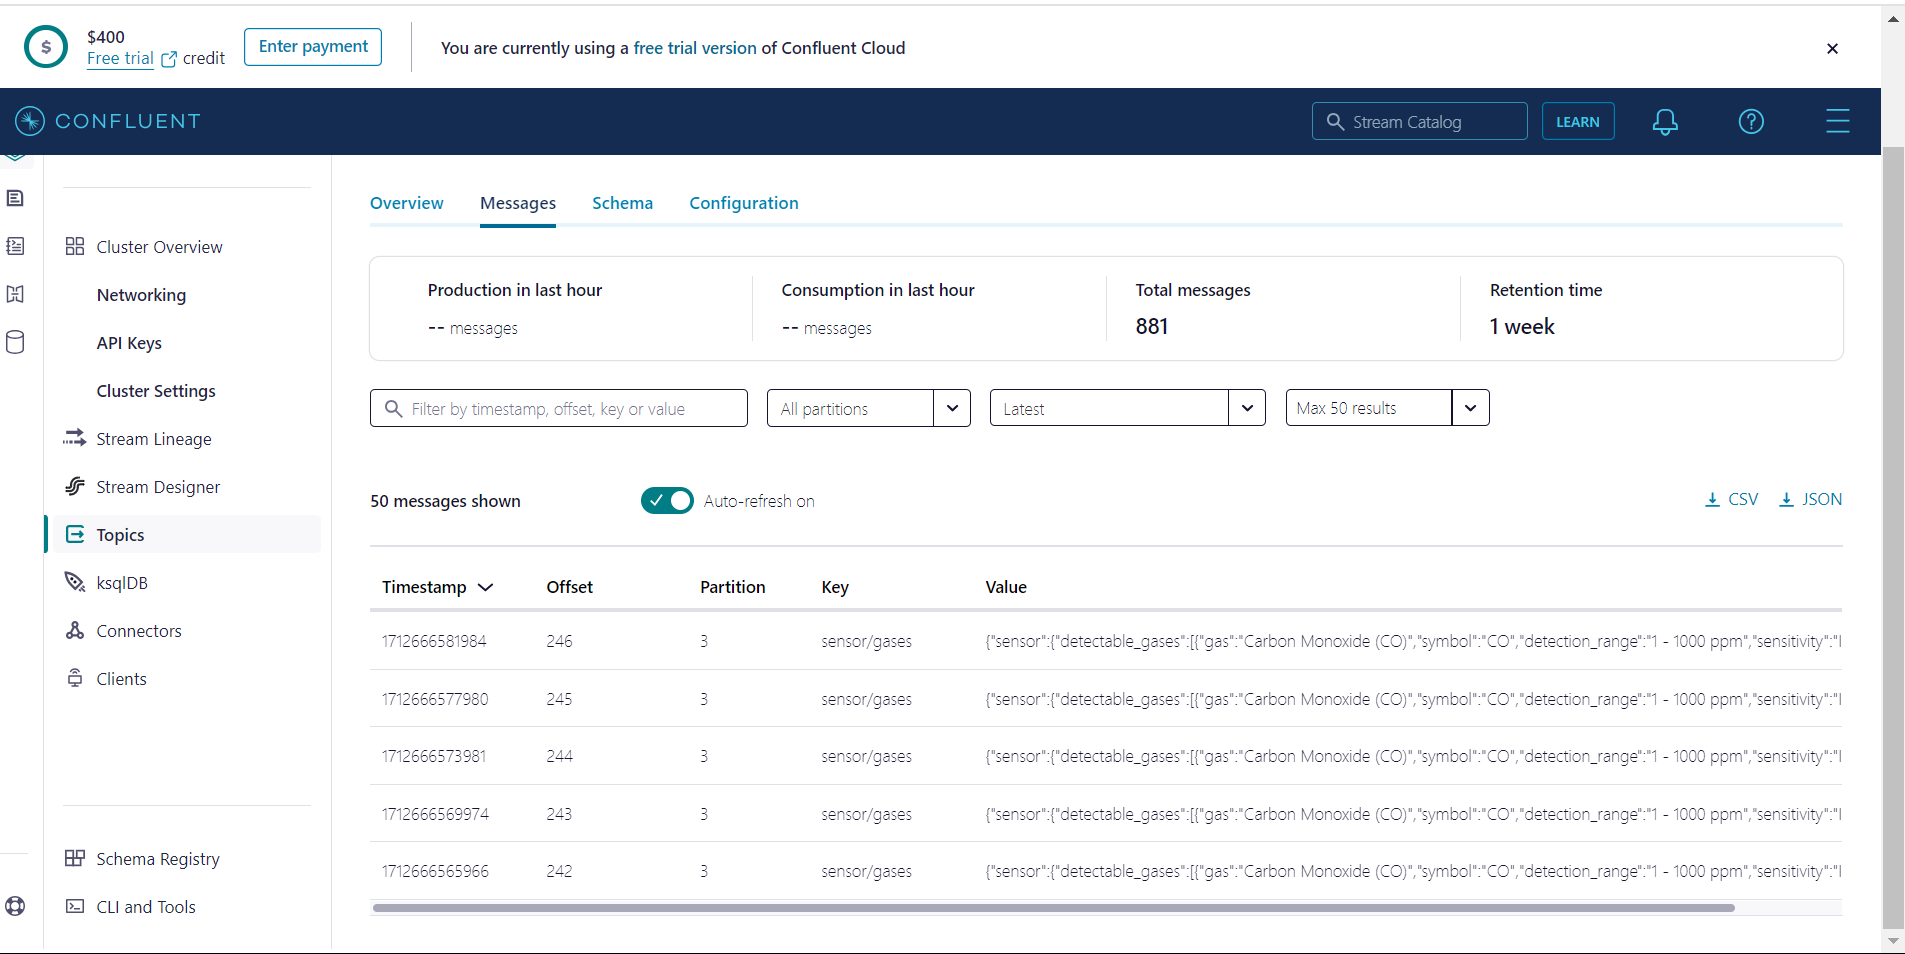 $
$400
Free trial credit
Enter payment
You are currently using a free trial version of Confluent Cloud
CONFLUENT
Stream Catalog
LEARN
?
Cluster Overview
Networking
API Keys
Cluster Settings
Stream Lineage
Stream Designer
Topics
ksqlDB
Connectors
Clients
Schema Registry
CLI and Tools
Overview Messages Schema Configuration
Production in last hour Consumption in last hour Total messages Retention time
-- messages -- messages 881 1 week
Filter by timestamp, offset, key or value All partitions Latest Max 50 results
50 messages shown Auto-refresh on CSV JSON
Timestamp Offset Partition Key Value
1712666581984 246 3 sensor/gases {"sensor":{"detectable_gases":[{"gas":"Carbon Monoxide (CO)","symbol":"CO","detection_range":"1 - 1000 ppm","sensitivity":"
1712666577980 245 3 sensor/gases {"sensor":{"detectable_gases":[{"gas":"Carbon Monoxide (CO)","symbol":"CO","detection_range":"1 - 1000 ppm","sensitivity":"
1712666573981 244 3 sensor/gases {"sensor":{"detectable_gases":[{"gas":"Carbon Monoxide (CO)","symbol":"CO","detection_range":"1 - 1000 ppm","sensitivity":"
1712666569974 243 3 sensor/gases {"sensor":{"detectable_gases":[{"gas":"Carbon Monoxide (CO)","symbol":"CO","detection_range":"1 - 1000 ppm","sensitivity":"
1712666565966 242 3 sensor/gases {"sensor":{"detectable_gases":[{"gas":"Carbon Monoxide (CO)","symbol":"CO","detection_range":"1 - 1000 ppm","sensitivity":"